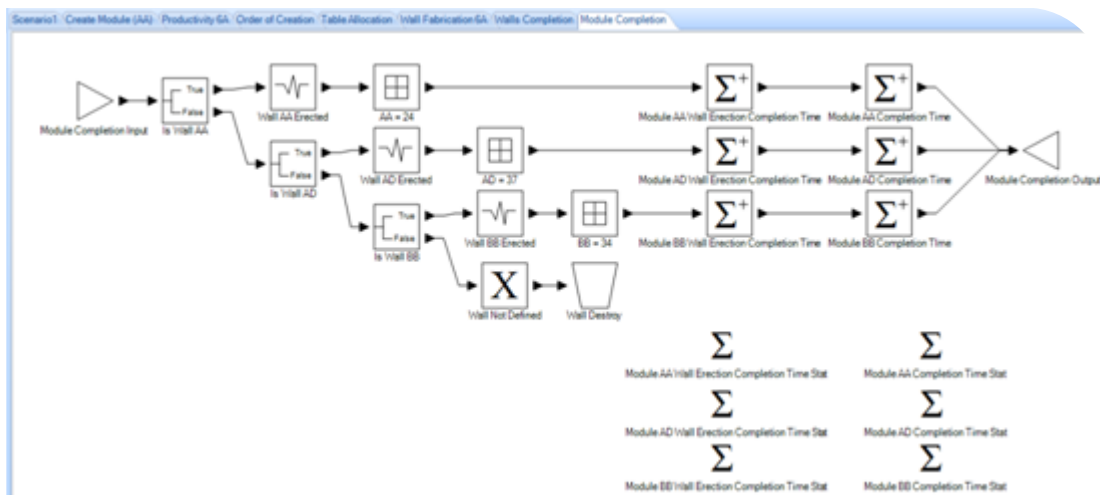 Scenario1 Create Module (AA) Productivity 6A Order of Creation Table Allocation Wall Fabrication 6A Walls Completion Module Completion
True
False
Module Completion Input
Is Wall AA
Wall AA Erected
AA = 24
Module AA Wall Erection Completion Time
Module AA Completion Time
True
False
Is Wall AD
Wall AD Erected
AD = 37
Module AD Wall Erection Completion Time
Module AD Completion Time
Module Completion Output
True
False
Is Wall BB
Wall BB Erected
BB = 34
Module BB Wall Erection Completion Time
Module BB Completion TIme
X
Wall Not Defined
Wall Destroy
Σ+
Σ+
Σ+
Σ+
Σ+
Σ+
Σ
Σ
Module AA Wall Erection Completion Time Stat
Module AA Completion Time Stat
Σ
Σ
Module AD Wall Erection Completion Time Stat
Module AD Completion Time Stat
Σ
Σ
Module BB Wall Erection Completion Time Stat
Module BB Completion Time Stat